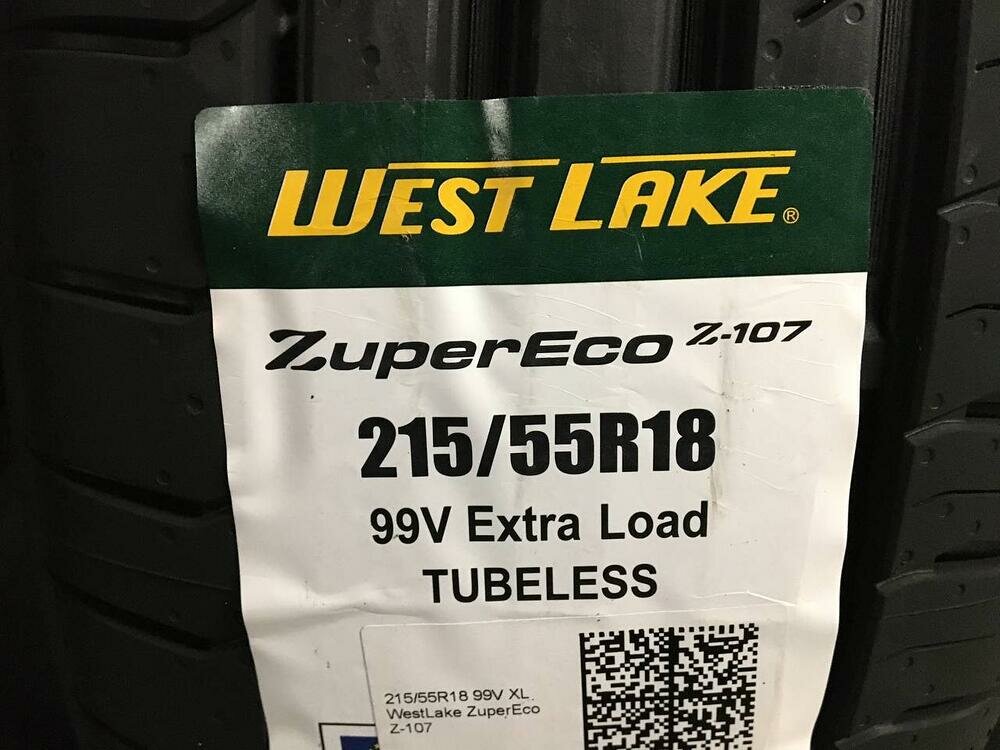 WEST LAKE®
ZuperEco Z-107
215/55R18
99V Extra Load
TUBELESS
215/55R18 99V XL
WestLake ZuperEco
Z-107